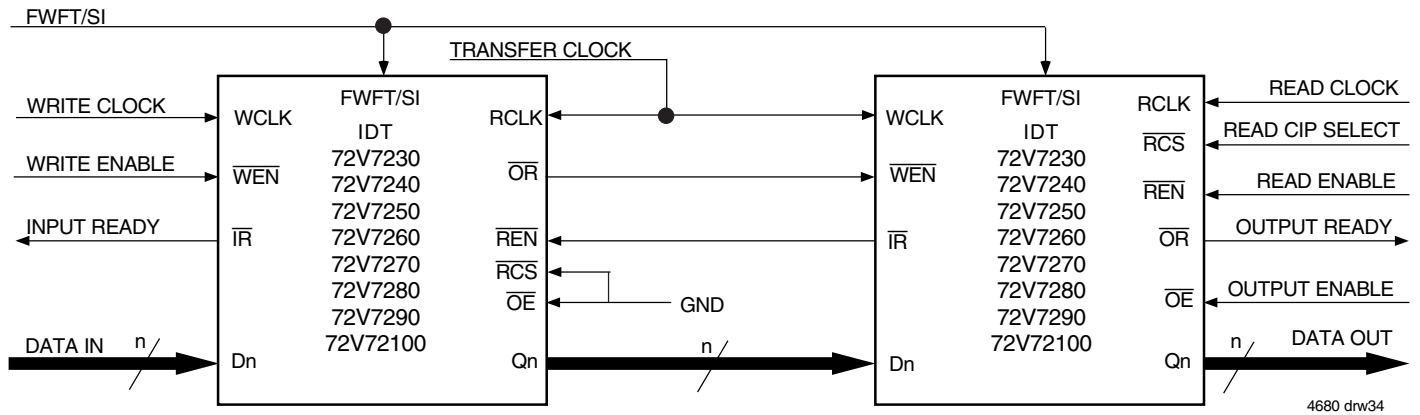 FWFT/SI
TRANSFER CLOCK
WRITE CLOCK
WRITE ENABLE
INPUT READY
DATA IN
n
FWFT/SI
IDT
72V7230
72V7240
72V7250
72V7260
72V7270
72V7280
72V7290
72V72100
WCLK
WEN
IR
Dn
RCLK
OR
REN
RCS
OE
Qn
GND
n
FWFT/SI
IDT
72V7230
72V7240
72V7250
72V7260
72V7270
72V7280
72V7290
72V72100
WCLK
WEN
IR
Dn
RCLK
RCS
REN
OR
OE
Qn
READ CLOCK
READ CIP SELECT
READ ENABLE
OUTPUT READY
OUTPUT ENABLE
n
DATA OUT
4680 drw34